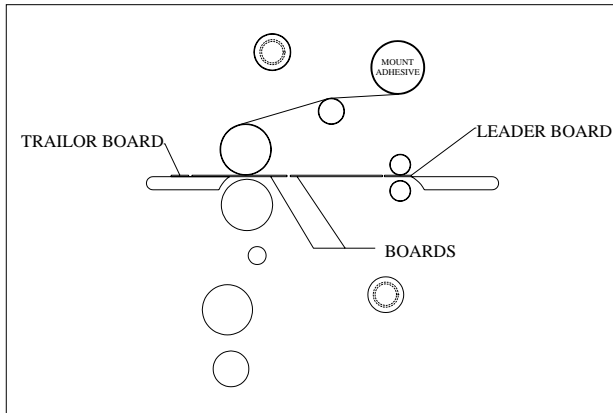 MOUNT
ADHESIVE
LEADER BOARD
TRAILOR BOARD
BOARDS